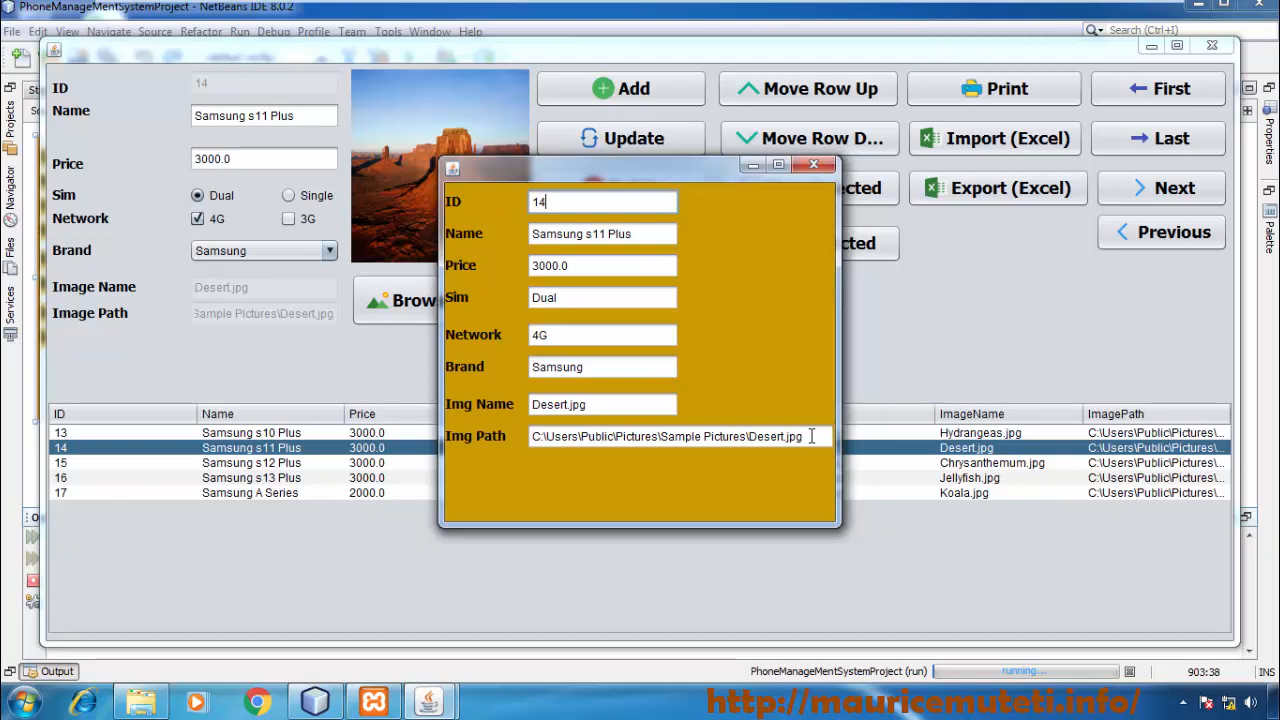 PhoneManageMentSystemProject - NetBeans IDE 8.0.2
File Edit View Navigate Source Refactor Run Debug Profile Team Tools Window Help
Search (Ctrl+I)
ID 14
Name Samsung s11 Plus
Price 3000.0
Sim Dual Single
Network 4G 3G
Brand Samsung
Image Name Desert.jpg
Image Path Sample Pictures\Desert.jpg
Add
Move Row Up
Print
First
Update
Move Row D...
Import (Excel)
Last
Export (Excel)
Next
Previous
ID 14
Name Samsung s11 Plus
Price 3000.0
Sim Dual
Network 4G
Brand Samsung
Img Name Desert.jpg
Img Path C:\Users\Public\Pictures\Sample Pictures\Desert.jpg
ID Name Price ImageName ImagePath
13 Samsung s10 Plus 3000.0 Hydrangeas.jpg C:\Users\Public\Pictures\...
14 Samsung s11 Plus 3000.0 Desert.jpg C:\Users\Public\Pictures\...
15 Samsung s12 Plus 3000.0 Chrysanthemum.jpg C:\Users\Public\Pictures\...
16 Samsung s13 Plus 3000.0 Jellyfish.jpg C:\Users\Public\Pictures\...
17 Samsung A Series 2000.0 Koala.jpg C:\Users\Public\Pictures\...
Projects
Navigator
Files
Services
Properties
Palette
Output
PhoneManageMentSystemProject (run) running... 903:38 INS
http://mauricemuteti.info/